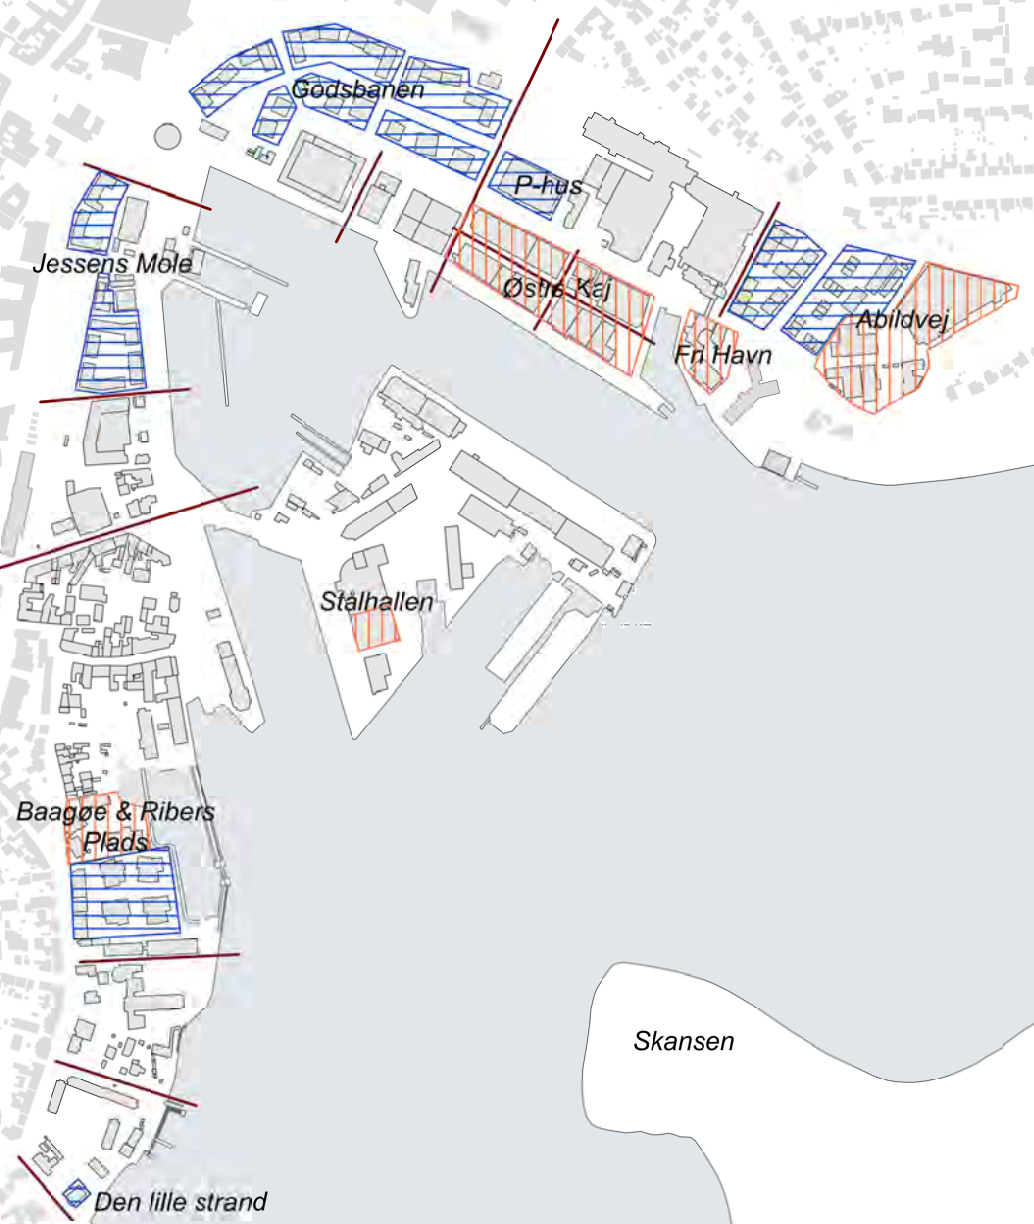 Godsbanen
P-hus
Jessens Mole
Østre Kaj
Abildvej
Fn Havn
Stålhallen
Baagøe & Ribers
Plads
Skansen
Den lille strand